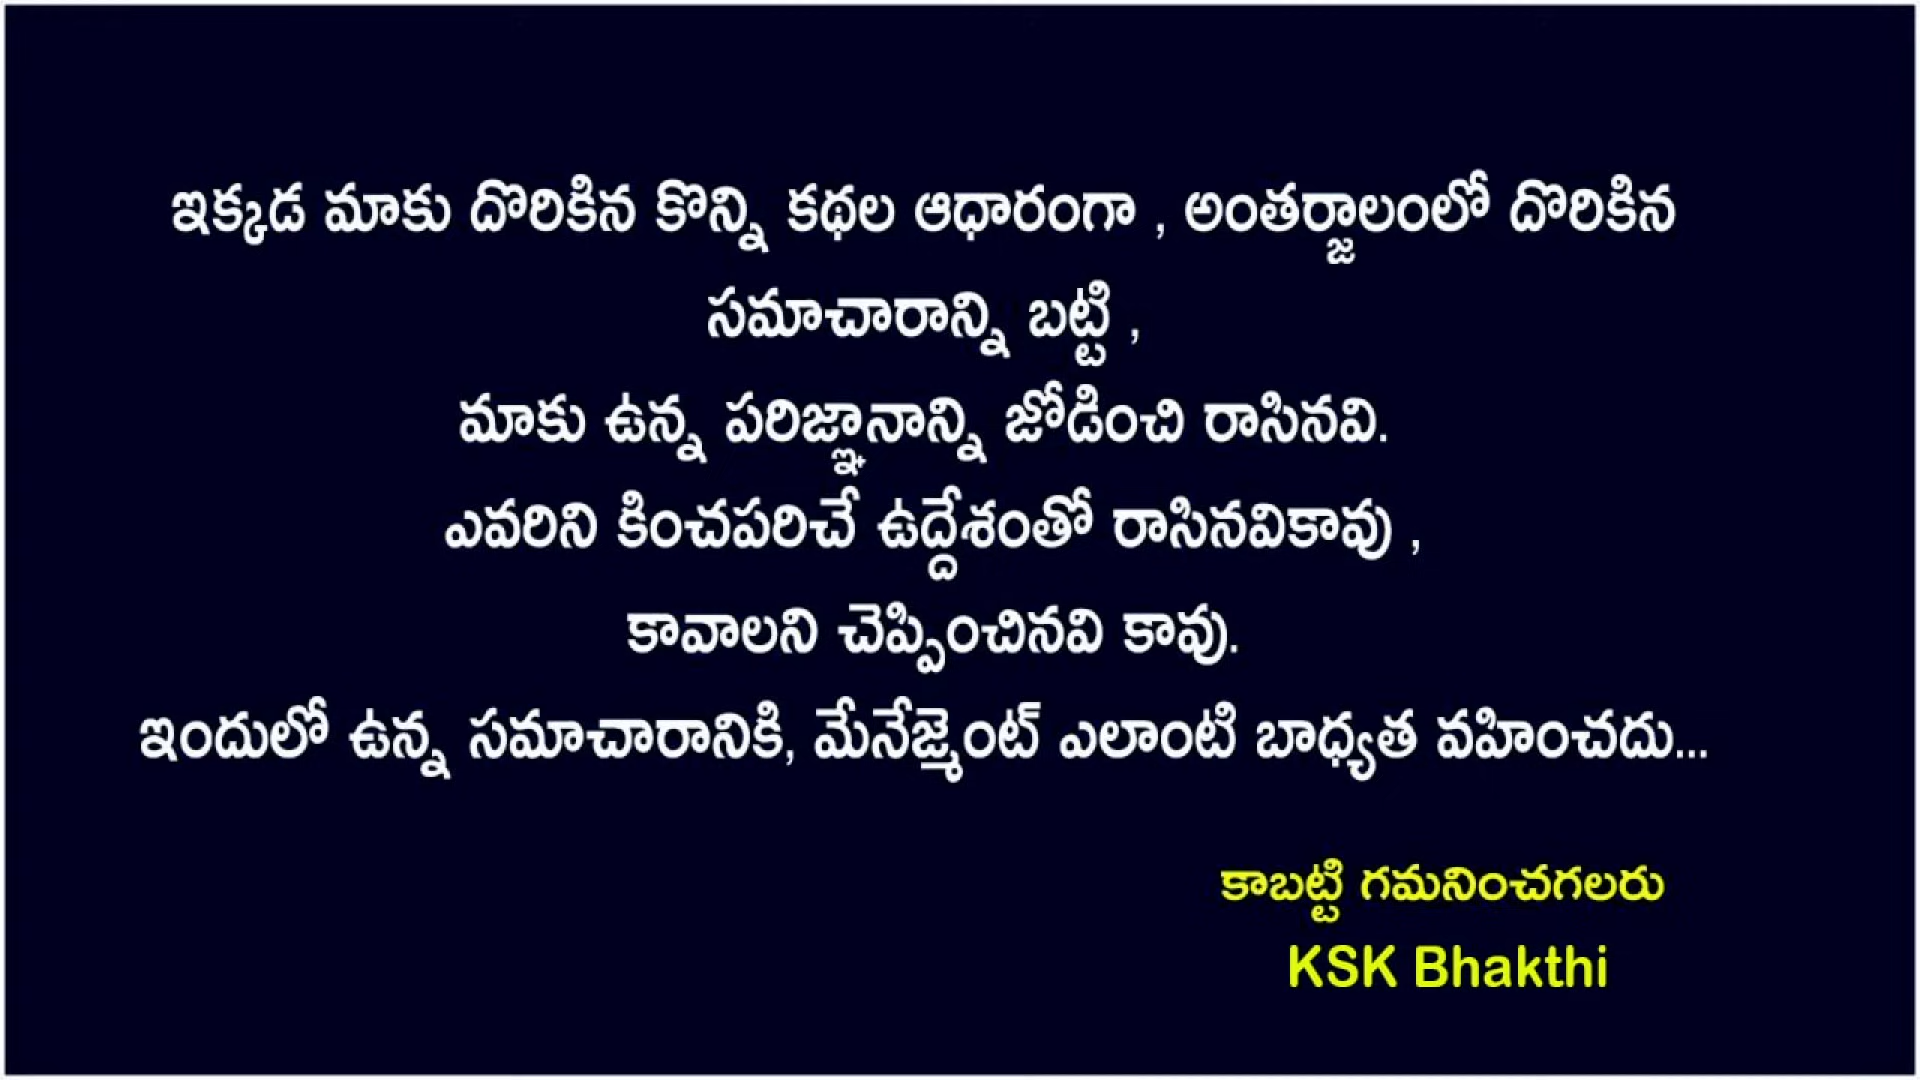 ఇక్కడ మాకు దొరికిన కొన్ని కథల ఆధారంగా , అంతర్జాలంలో దొరికిన
సమాచారాన్ని బట్టి ,
మాకు ఉన్న పరిజ్ఞానాన్ని జోడించి రాసినవి.
ఎవరిని కించపరిచే ఉద్దేశంతో రాసినవికావు ,
కావాలని చెప్పించినవి కావు.
ఇందులో ఉన్న సమాచారానికి, మేనేజ్మెంట్ ఎలాంటి బాధ్యత వహించదు...
కాబట్టి గమనించగలరు
KSK Bhakthi